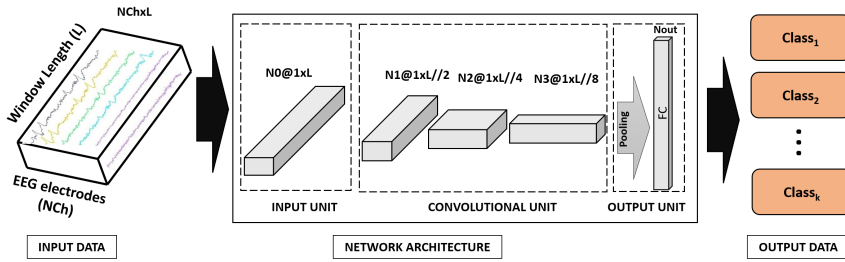 NChxL
Window Length (L)
EEG electrodes
(NCh)
INPUT DATA
N0@1xL
INPUT UNIT
N1@1xL//2
N2@1xL//4
N3@1xL//8
CONVOLUTIONAL UNIT
Pooling
Nout
FC
OUTPUT UNIT
NETWORK ARCHITECTURE
Class1
Class2
Classk
OUTPUT DATA